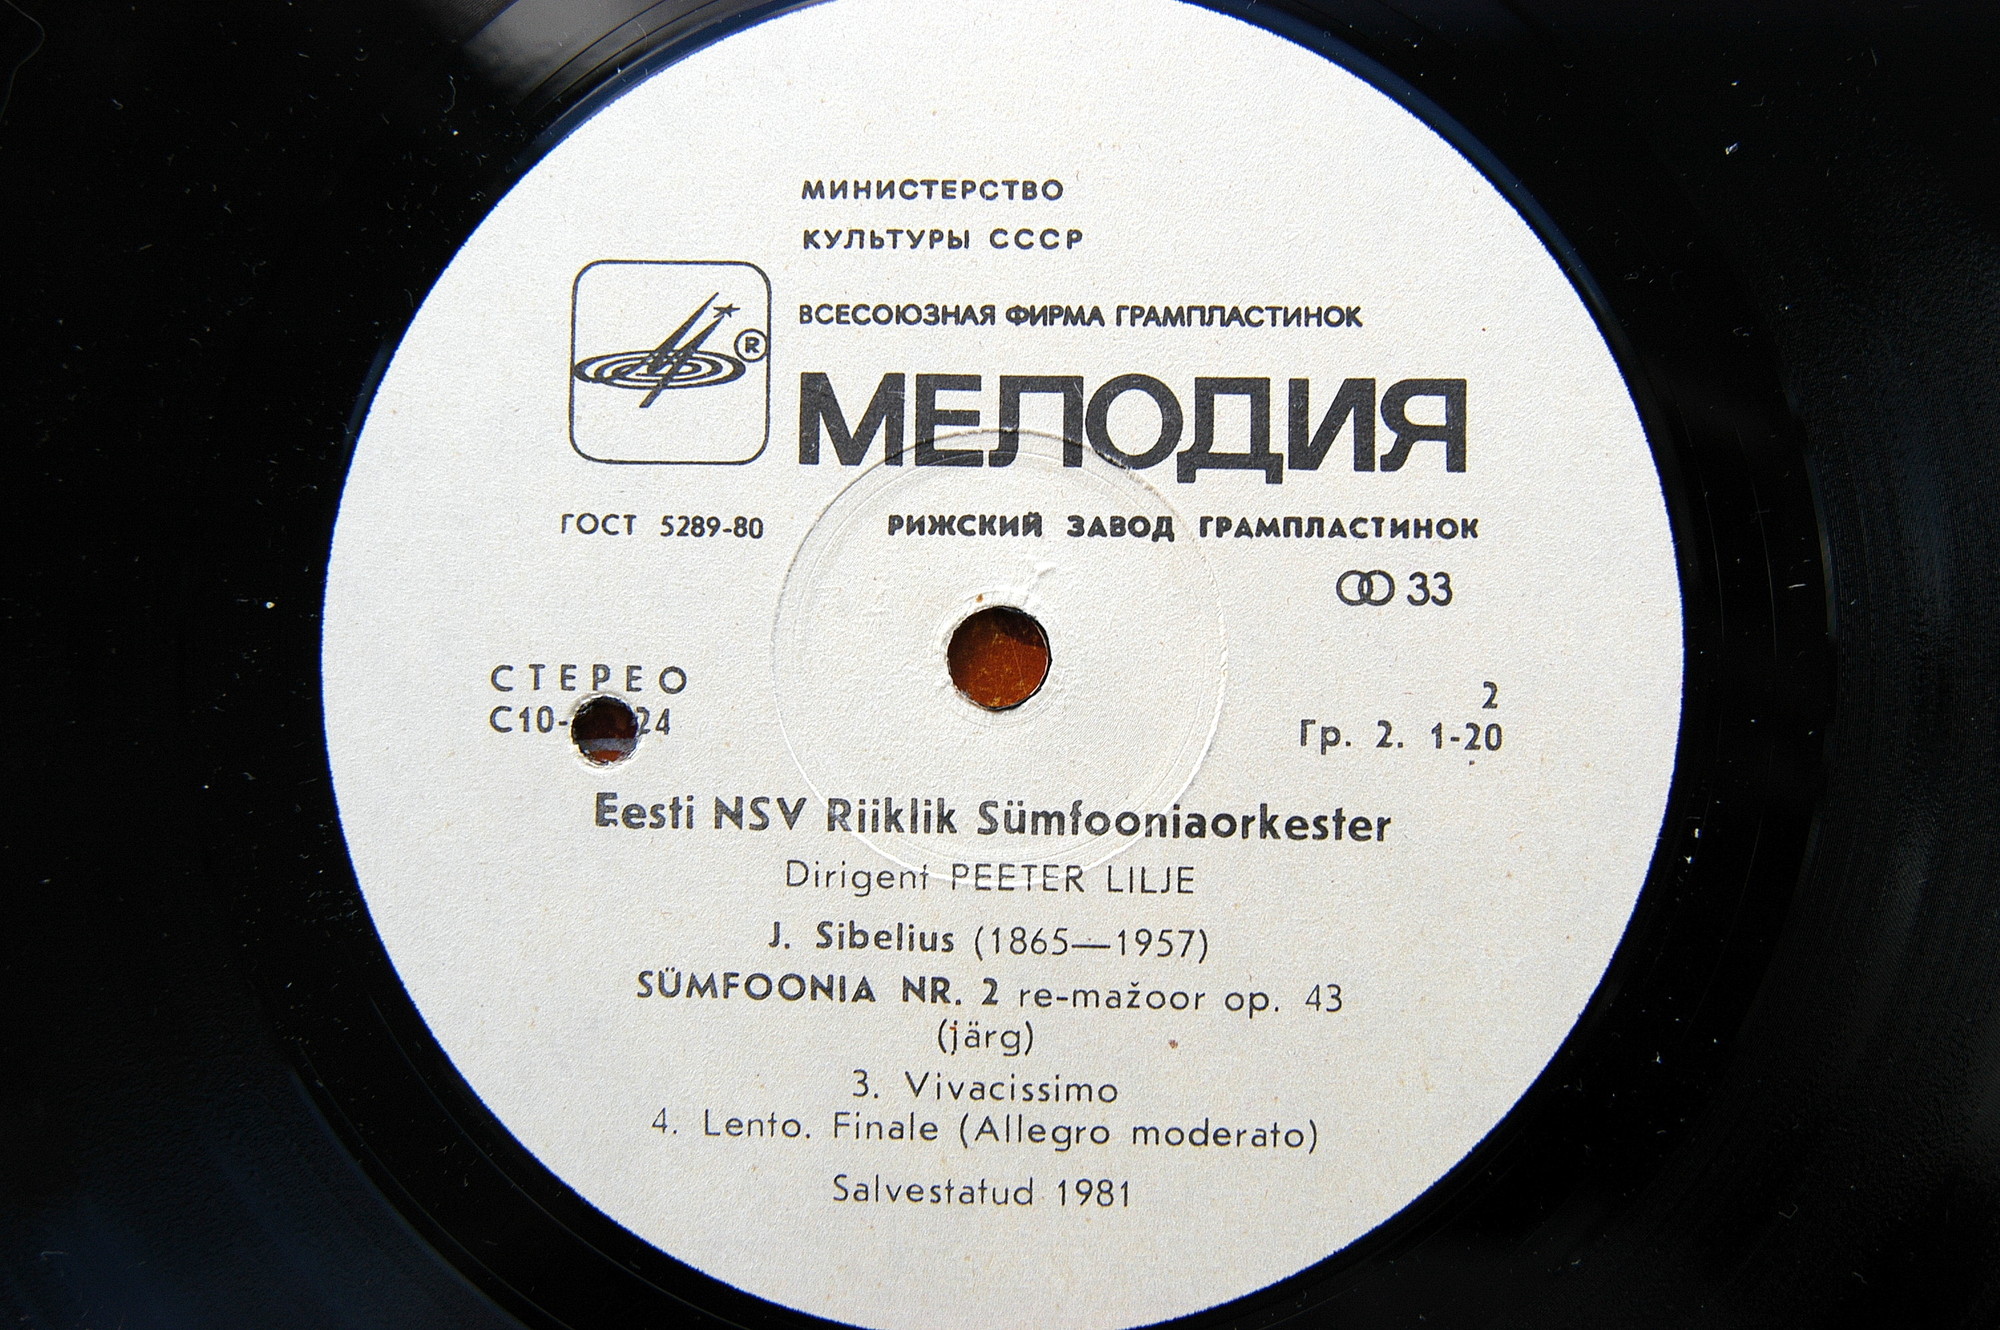 МИНИСТЕРСТВО
КУЛЬТУРЫ СССР
ВСЕСОЮЗНАЯ ФИРМА ГРАМПЛАСТИНОК
®
МЕЛОДИЯ
ГОСТ 5289-80 РИЖСКИЙ ЗАВОД ГРАМПЛАСТИНОК
33
СТЕРЕО 2
Гр. 2. 1-20
Eesti NSV Riiklik Sümfooniaorkester
Dirigent PEETER LILJE
J. Sibelius (1865—1957)
SÜMFOONIA NR. 2 re-mažoor op. 43
(järg)
3. Vivacissimo
4. Lento. Finale (Allegro moderato)
Salvestatud 1981